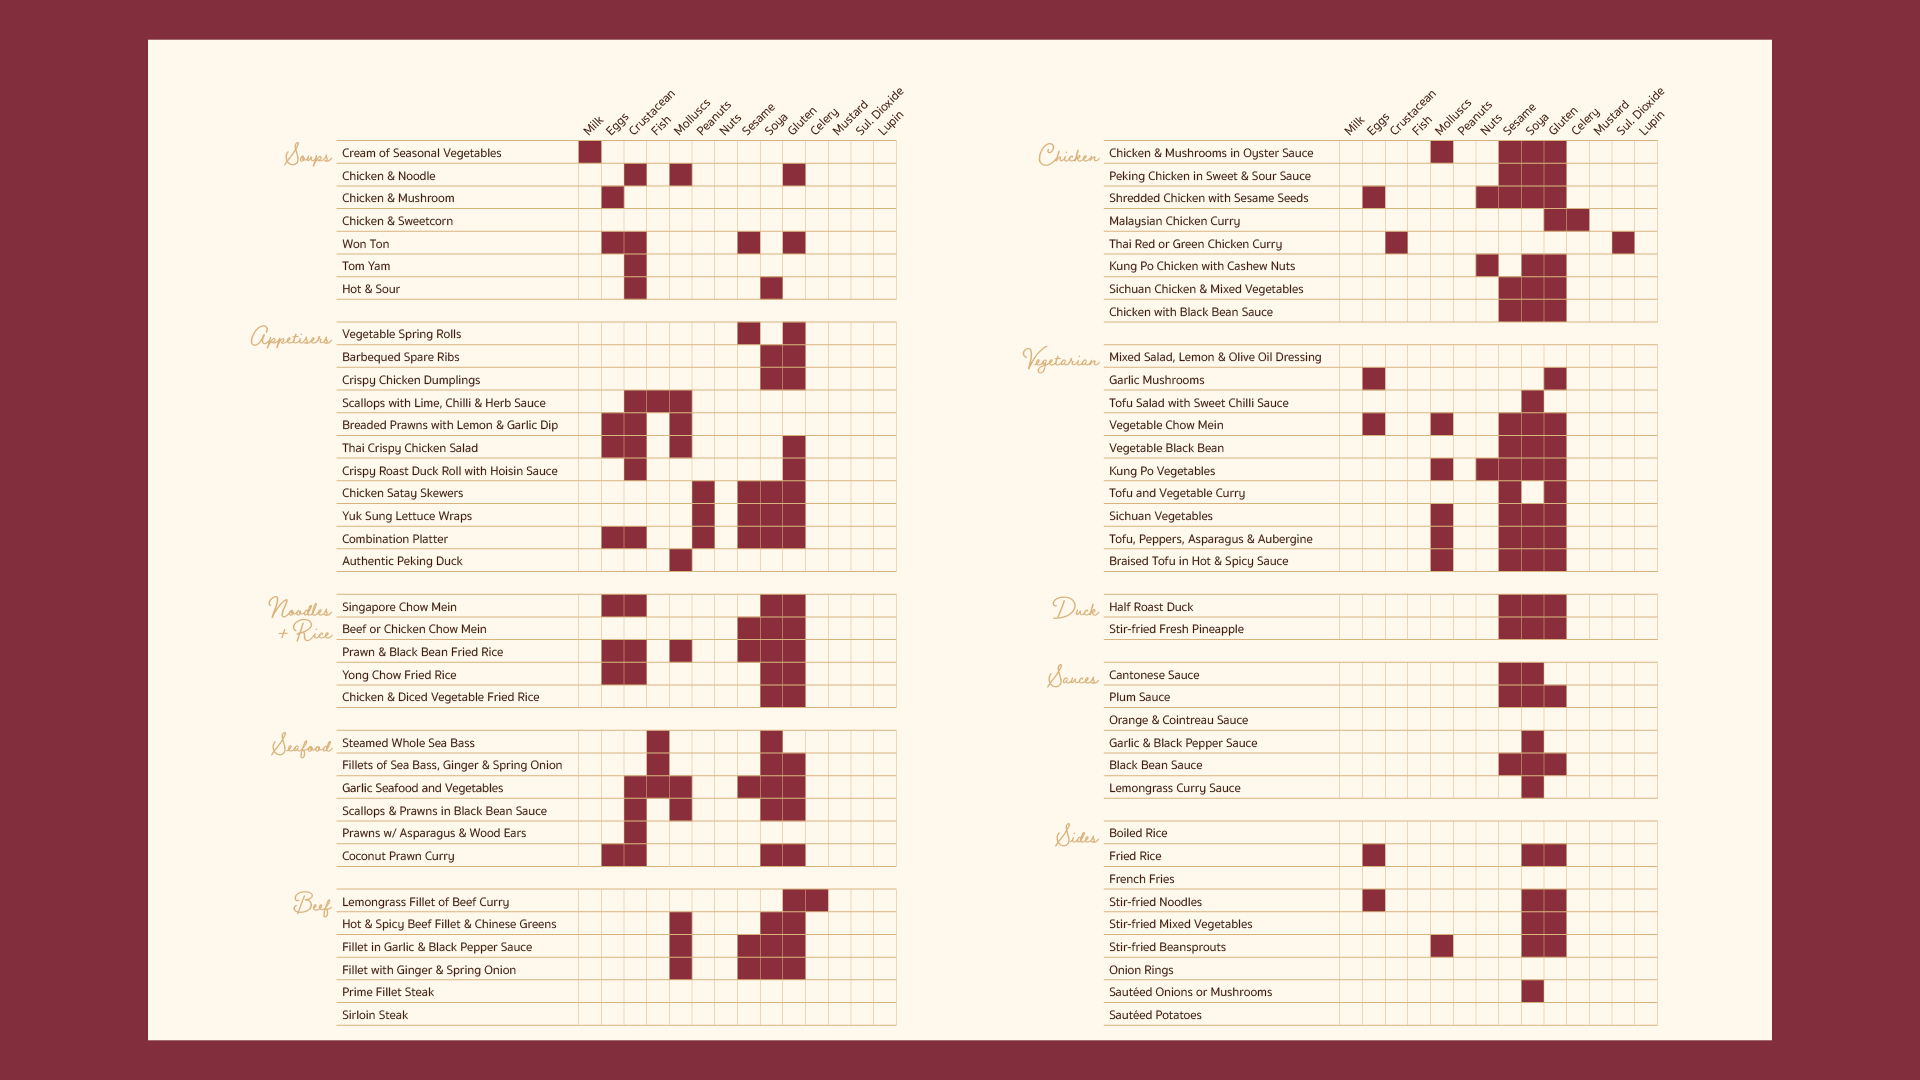 Milk
Eggs
Crustacean
Fish
Molluscs
Peanuts
Nuts
Sesame
Soya
Gluten
Celery
Mustard
Sul. Dioxide
Lupin
Soups
Cream of Seasonal Vegetables
Chicken & Noodle
Chicken & Mushroom
Chicken & Sweetcorn
Won Ton
Tom Yam
Hot & Sour
Appetisers
Vegetable Spring Rolls
Barbequed Spare Ribs
Crispy Chicken Dumplings
Scallops with Lime, Chilli & Herb Sauce
Breaded Prawns with Lemon & Garlic Dip
Thai Crispy Chicken Salad
Crispy Roast Duck Roll with Hoisin Sauce
Chicken Satay Skewers
Yuk Sung Lettuce Wraps
Combination Platter
Authentic Peking Duck
Noodles
+ Rice
Singapore Chow Mein
Beef or Chicken Chow Mein
Prawn & Black Bean Fried Rice
Yong Chow Fried Rice
Chicken & Diced Vegetable Fried Rice
Seafood
Steamed Whole Sea Bass
Fillets of Sea Bass, Ginger & Spring Onion
Garlic Seafood and Vegetables
Scallops & Prawns in Black Bean Sauce
Prawns w/ Asparagus & Wood Ears
Coconut Prawn Curry
Beef
Lemongrass Fillet of Beef Curry
Hot & Spicy Beef Fillet & Chinese Greens
Fillet in Garlic & Black Pepper Sauce
Fillet with Ginger & Spring Onion
Prime Fillet Steak
Sirloin Steak
Milk
Eggs
Crustacean
Fish
Molluscs
Peanuts
Nuts
Sesame
Soya
Gluten
Celery
Mustard
Sul. Dioxide
Lupin
Chicken
Chicken & Mushrooms in Oyster Sauce
Peking Chicken in Sweet & Sour Sauce
Shredded Chicken with Sesame Seeds
Malaysian Chicken Curry
Thai Red or Green Chicken Curry
Kung Po Chicken with Cashew Nuts
Sichuan Chicken & Mixed Vegetables
Chicken with Black Bean Sauce
Vegetarian
Mixed Salad, Lemon & Olive Oil Dressing
Garlic Mushrooms
Tofu Salad with Sweet Chilli Sauce
Vegetable Chow Mein
Vegetable Black Bean
Kung Po Vegetables
Tofu and Vegetable Curry
Sichuan Vegetables
Tofu, Peppers, Asparagus & Aubergine
Braised Tofu in Hot & Spicy Sauce
Duck
Half Roast Duck
Stir-fried Fresh Pineapple
Sauces
Cantonese Sauce
Plum Sauce
Orange & Cointreau Sauce
Garlic & Black Pepper Sauce
Black Bean Sauce
Lemongrass Curry Sauce
Sides
Boiled Rice
Fried Rice
French Fries
Stir-fried Noodles
Stir-fried Mixed Vegetables
Stir-fried Beansprouts
Onion Rings
Sautéed Onions or Mushrooms
Sautéed Potatoes